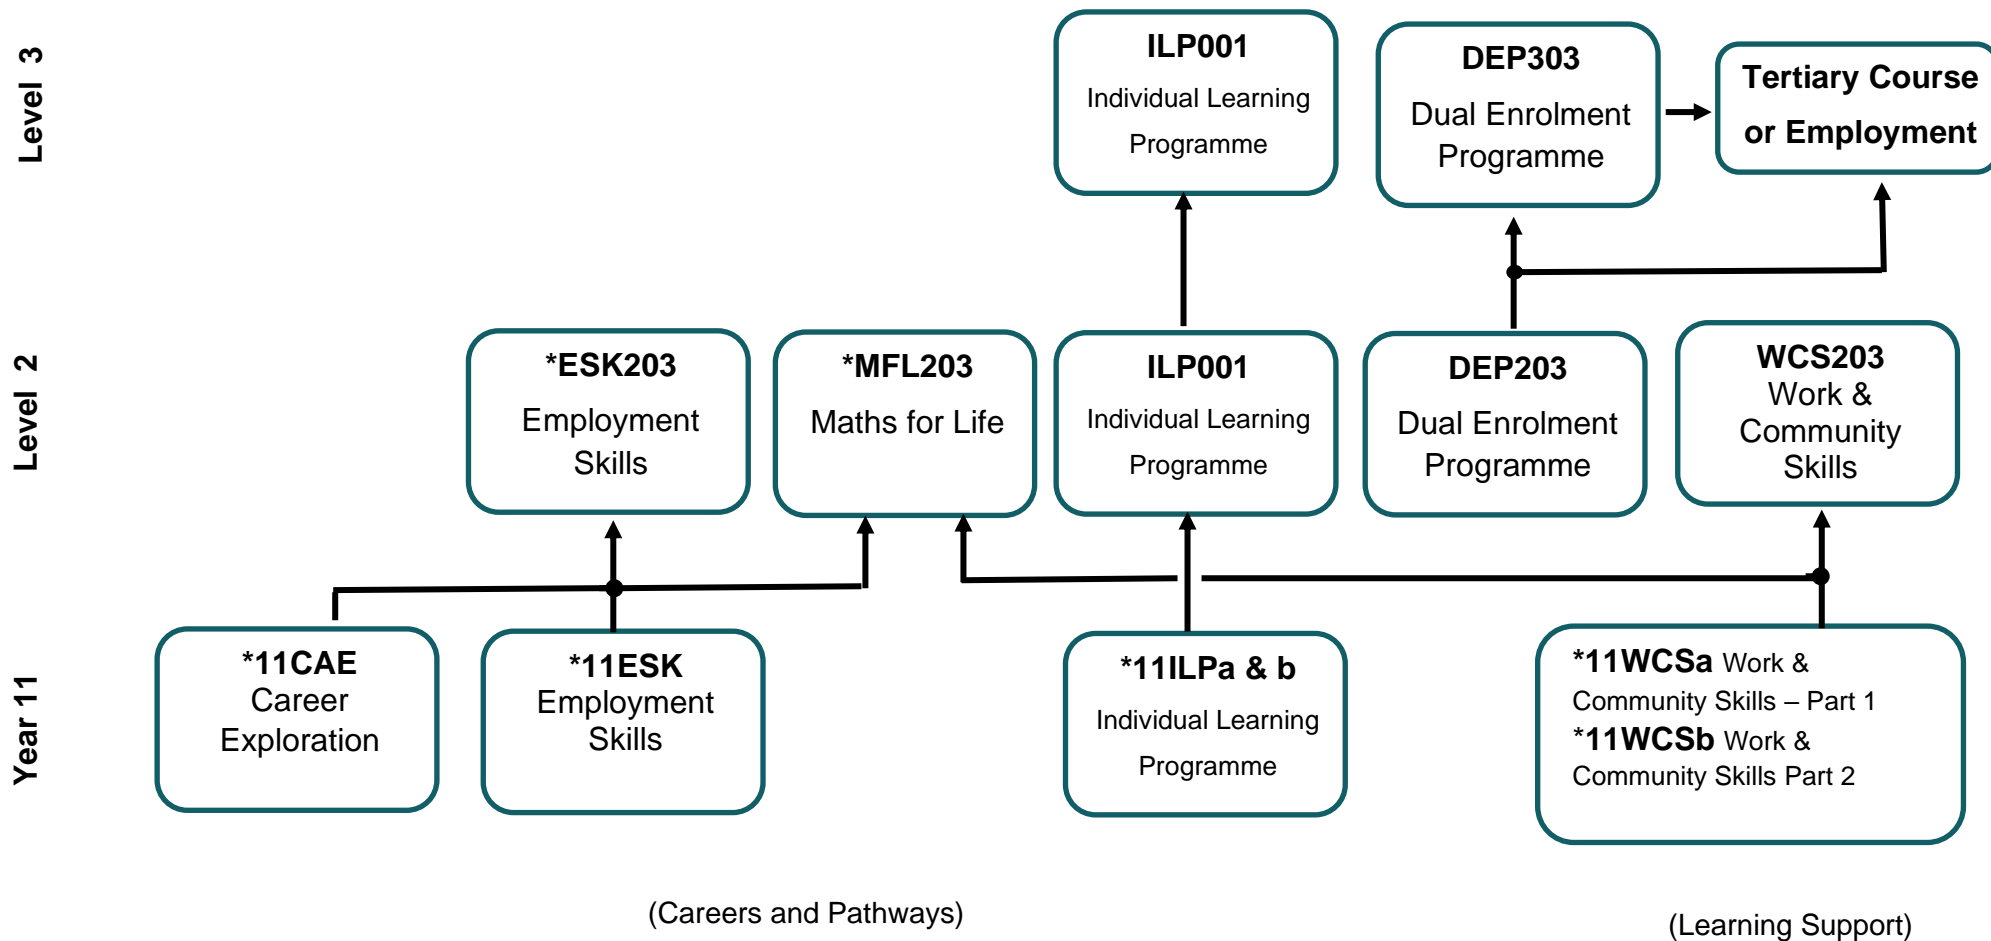 Level  3
ILP001
Individual Learning
Programme
DEP303
Dual Enrolment
Programme
Tertiary Course
or Employment
Level  2
*ESK203
Employment
Skills
*MFL203
Maths for Life
ILP001
Individual Learning
Programme
DEP203
Dual Enrolment
Programme
WCS203
Work &
Community
Skills
Year 11
*11CAE
Career
Exploration
*11ESK
Employment
Skills
*11ILPa & b
Individual Learning
Programme
*11WCSa Work &
Community Skills – Part 1
*11WCSb Work &
Community Skills Part 2
(Careers and Pathways)
(Learning Support)